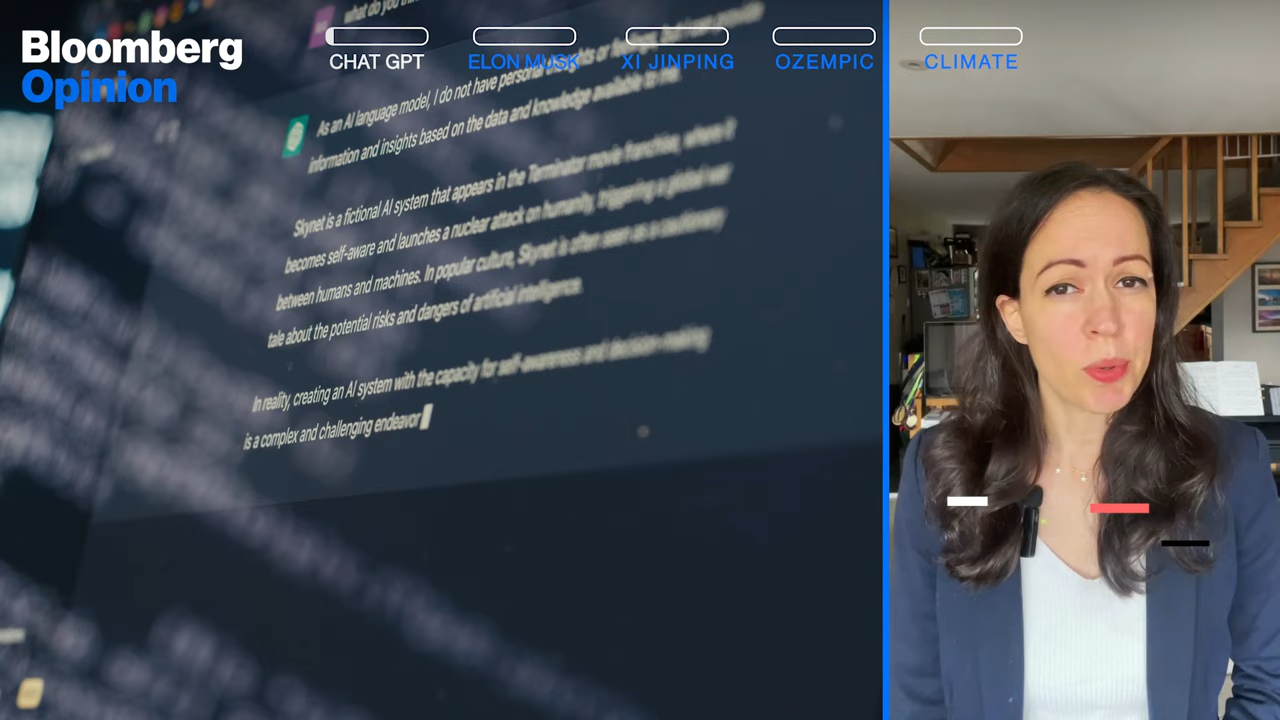 Bloomberg
Opinion
CHAT GPT
ELON MUSK
XI JINPING
OZEMPIC
CLIMATE
what do you
As an AI language model, I do not have personal thoughts or feelings, but I can provide
information and insights based on the data and knowledge available to me.
Skynet is a fictional AI system that appears in the Terminator movie franchise, where it
becomes self-aware and launches a nuclear attack on humanity, triggering a global war
between humans and machines. In popular culture, Skynet is often seen as a cautionary
tale about the potential risks and dangers of artificial intelligence.
In reality, creating an AI system with the capacity for self-awareness and decision-making
is a complex and challenging endeavor